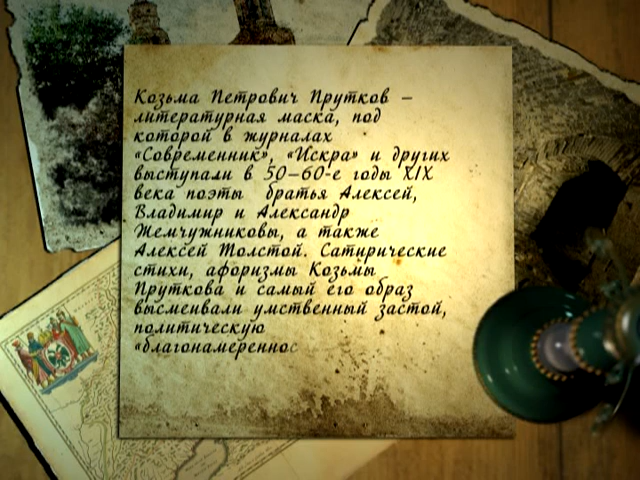 Козьма Петрович Прутков –
литературная маска, под
которой в журналах
«Современник», «Искра» и других
выступали в 50–60-е годы XIX
века поэты братья Алексей,
Владимир и Александр
Жемчужниковы, а также
Алексей Толстой. Сатирические
стихи, афоризмы Козьмы
Пруткова и самый его образ
высмеивали умственный застой,
политическую
«благонамереннос